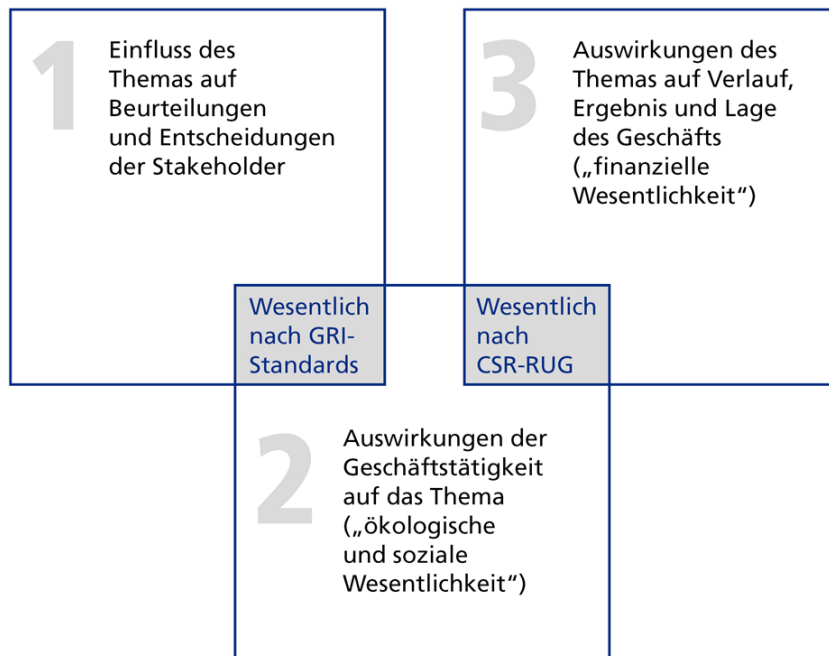 1
Einfluss des
Themas auf
Beurteilungen
und Entscheidungen
der Stakeholder
3
Auswirkungen des
Themas auf Verlauf,
Ergebnis und Lage
des Geschäfts
(„finanzielle
Wesentlichkeit“)
Wesentlich
nach GRI-
Standards
Wesentlich
nach
CSR-RUG
2
Auswirkungen der
Geschäftstätigkeit
auf das Thema
(„ökologische
und soziale
Wesentlichkeit“)